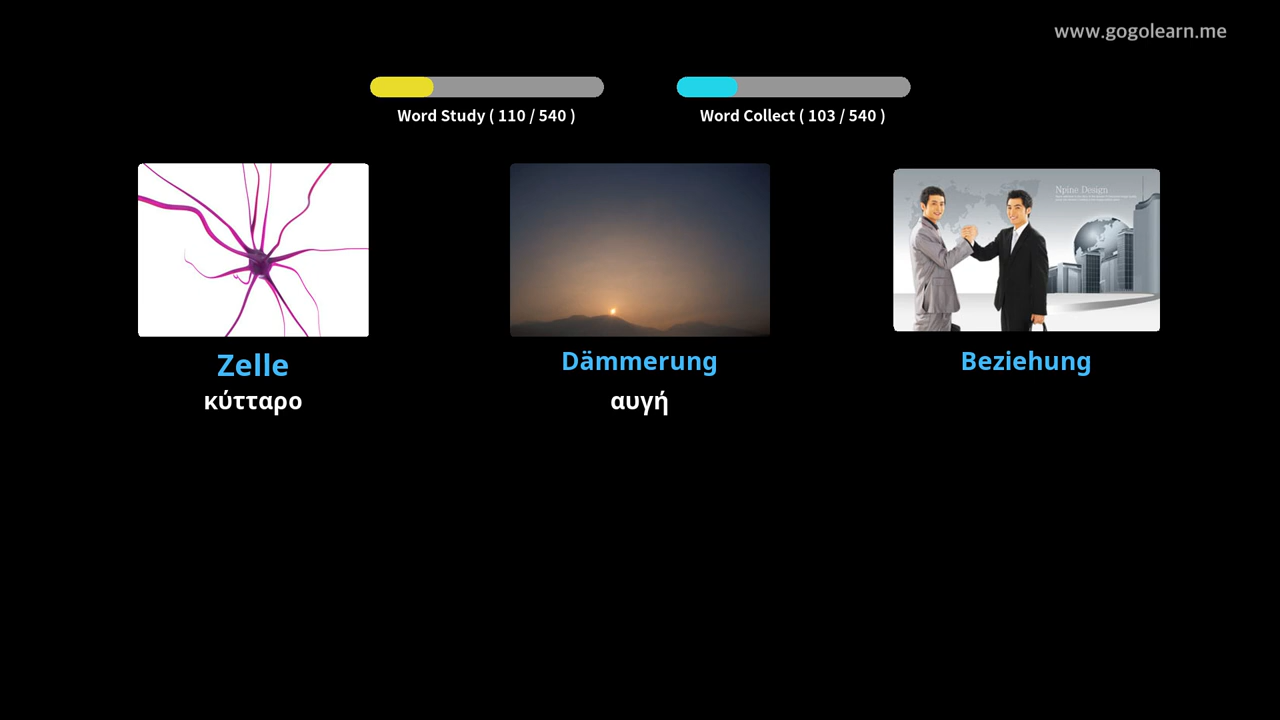 www.gogolearn.me
Word Study ( 110 / 540 )
Word Collect ( 103 / 540 )
Npine Design
Zelle
Dämmerung
Beziehung
κύτταρο
αυγή